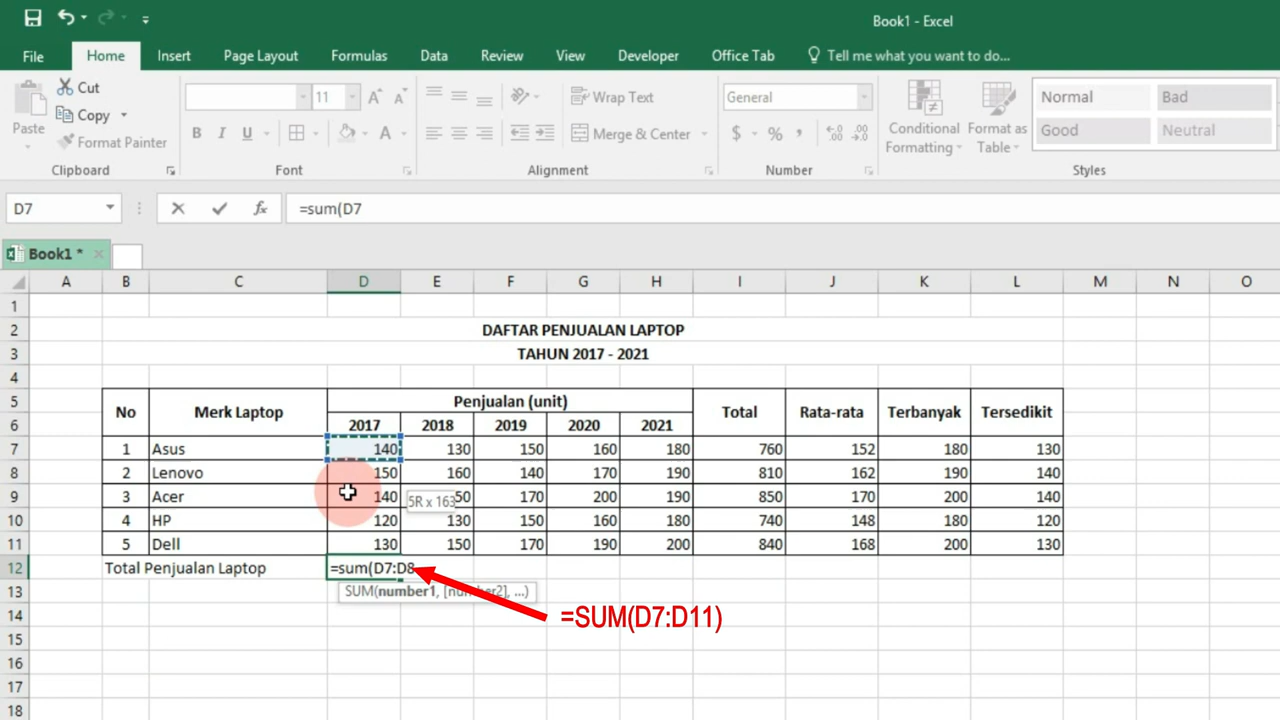 Book1 - Excel
File Home Insert Page Layout Formulas Data Review View Developer Office Tab Tell me what you want to do...
Cut
Copy
Format Painter
Paste
11
B I U A
Wrap Text
Merge & Center
General
$ % ,
Conditional Formatting
Format as Table
Normal Bad
Good Neutral
Clipboard Font Alignment Number Styles
D7 fx =sum(D7
Book1 *
A B C D E F G H I J K L M N O
1
2 DAFTAR PENJUALAN LAPTOP
3 TAHUN 2017 - 2021
4
5 No Merk Laptop Penjualan (unit) Total Rata-rata Terbanyak Tersedikit
6 2017 2018 2019 2020 2021
7 1 Asus 140 130 150 160 180 760 152 180 130
8 2 Lenovo 150 160 140 170 190 810 162 190 140
9 3 Acer 140 50 170 200 190 850 170 200 140
5R x 163
10 4 HP 120 130 150 160 180 740 148 180 120
11 5 Dell 130 150 170 190 200 840 168 200 130
12 Total Penjualan Laptop =sum(D7:D8
13 SUM(number1, [number2], ...)
14 =SUM(D7:D11)
15
16
17
18